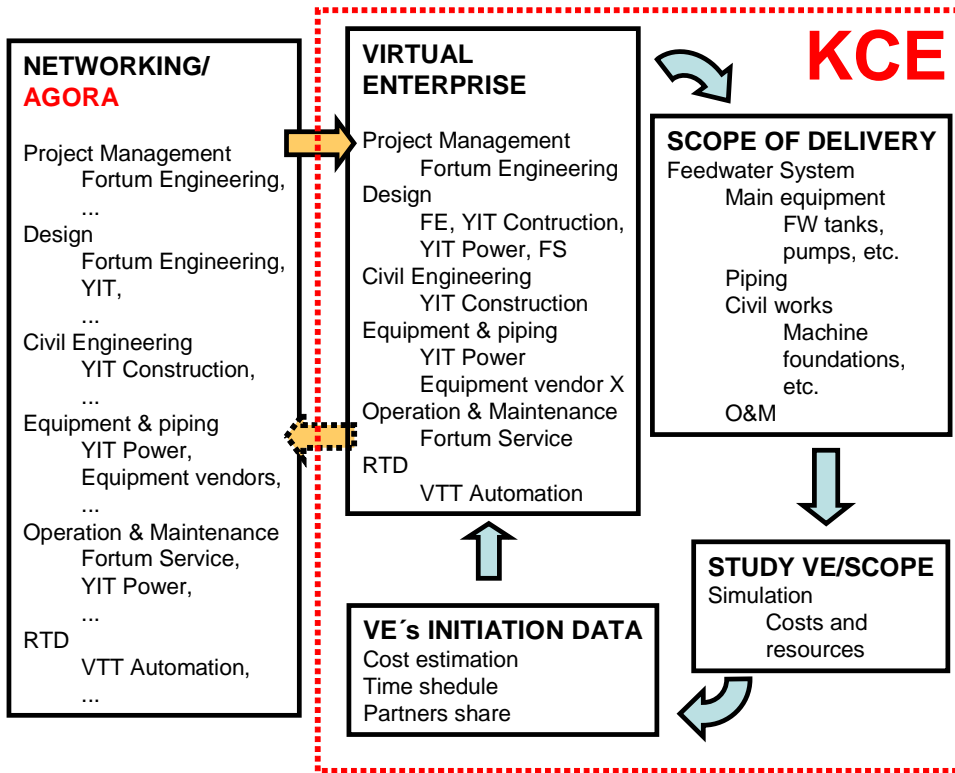 NETWORKING/
AGORA
Project Management
Fortum Engineering,
...
Design
Fortum Engineering,
YIT,
...
Civil Engineering
YIT Construction,
...
Equipment & piping
YIT Power,
Equipment vendors,
...
Operation & Maintenance
Fortum Service,
YIT Power,
...
RTD
VTT Automation,
...
VIRTUAL
ENTERPRISE
Project Management
Fortum Engineering
Design
FE, YIT Contruction,
YIT Power, FS
Civil Engineering
YIT Construction
Equipment & piping
YIT Power
Equipment vendor X
Operation & Maintenance
Fortum Service
RTD
VTT Automation
KCE
SCOPE OF DELIVERY
Feedwater System
Main equipment
FW tanks,
pumps, etc.
Piping
Civil works
Machine
foundations,
etc.
O&M
STUDY VE/SCOPE
Simulation
Costs and
resources
VE´s INITIATION DATA
Cost estimation
Time shedule
Partners share